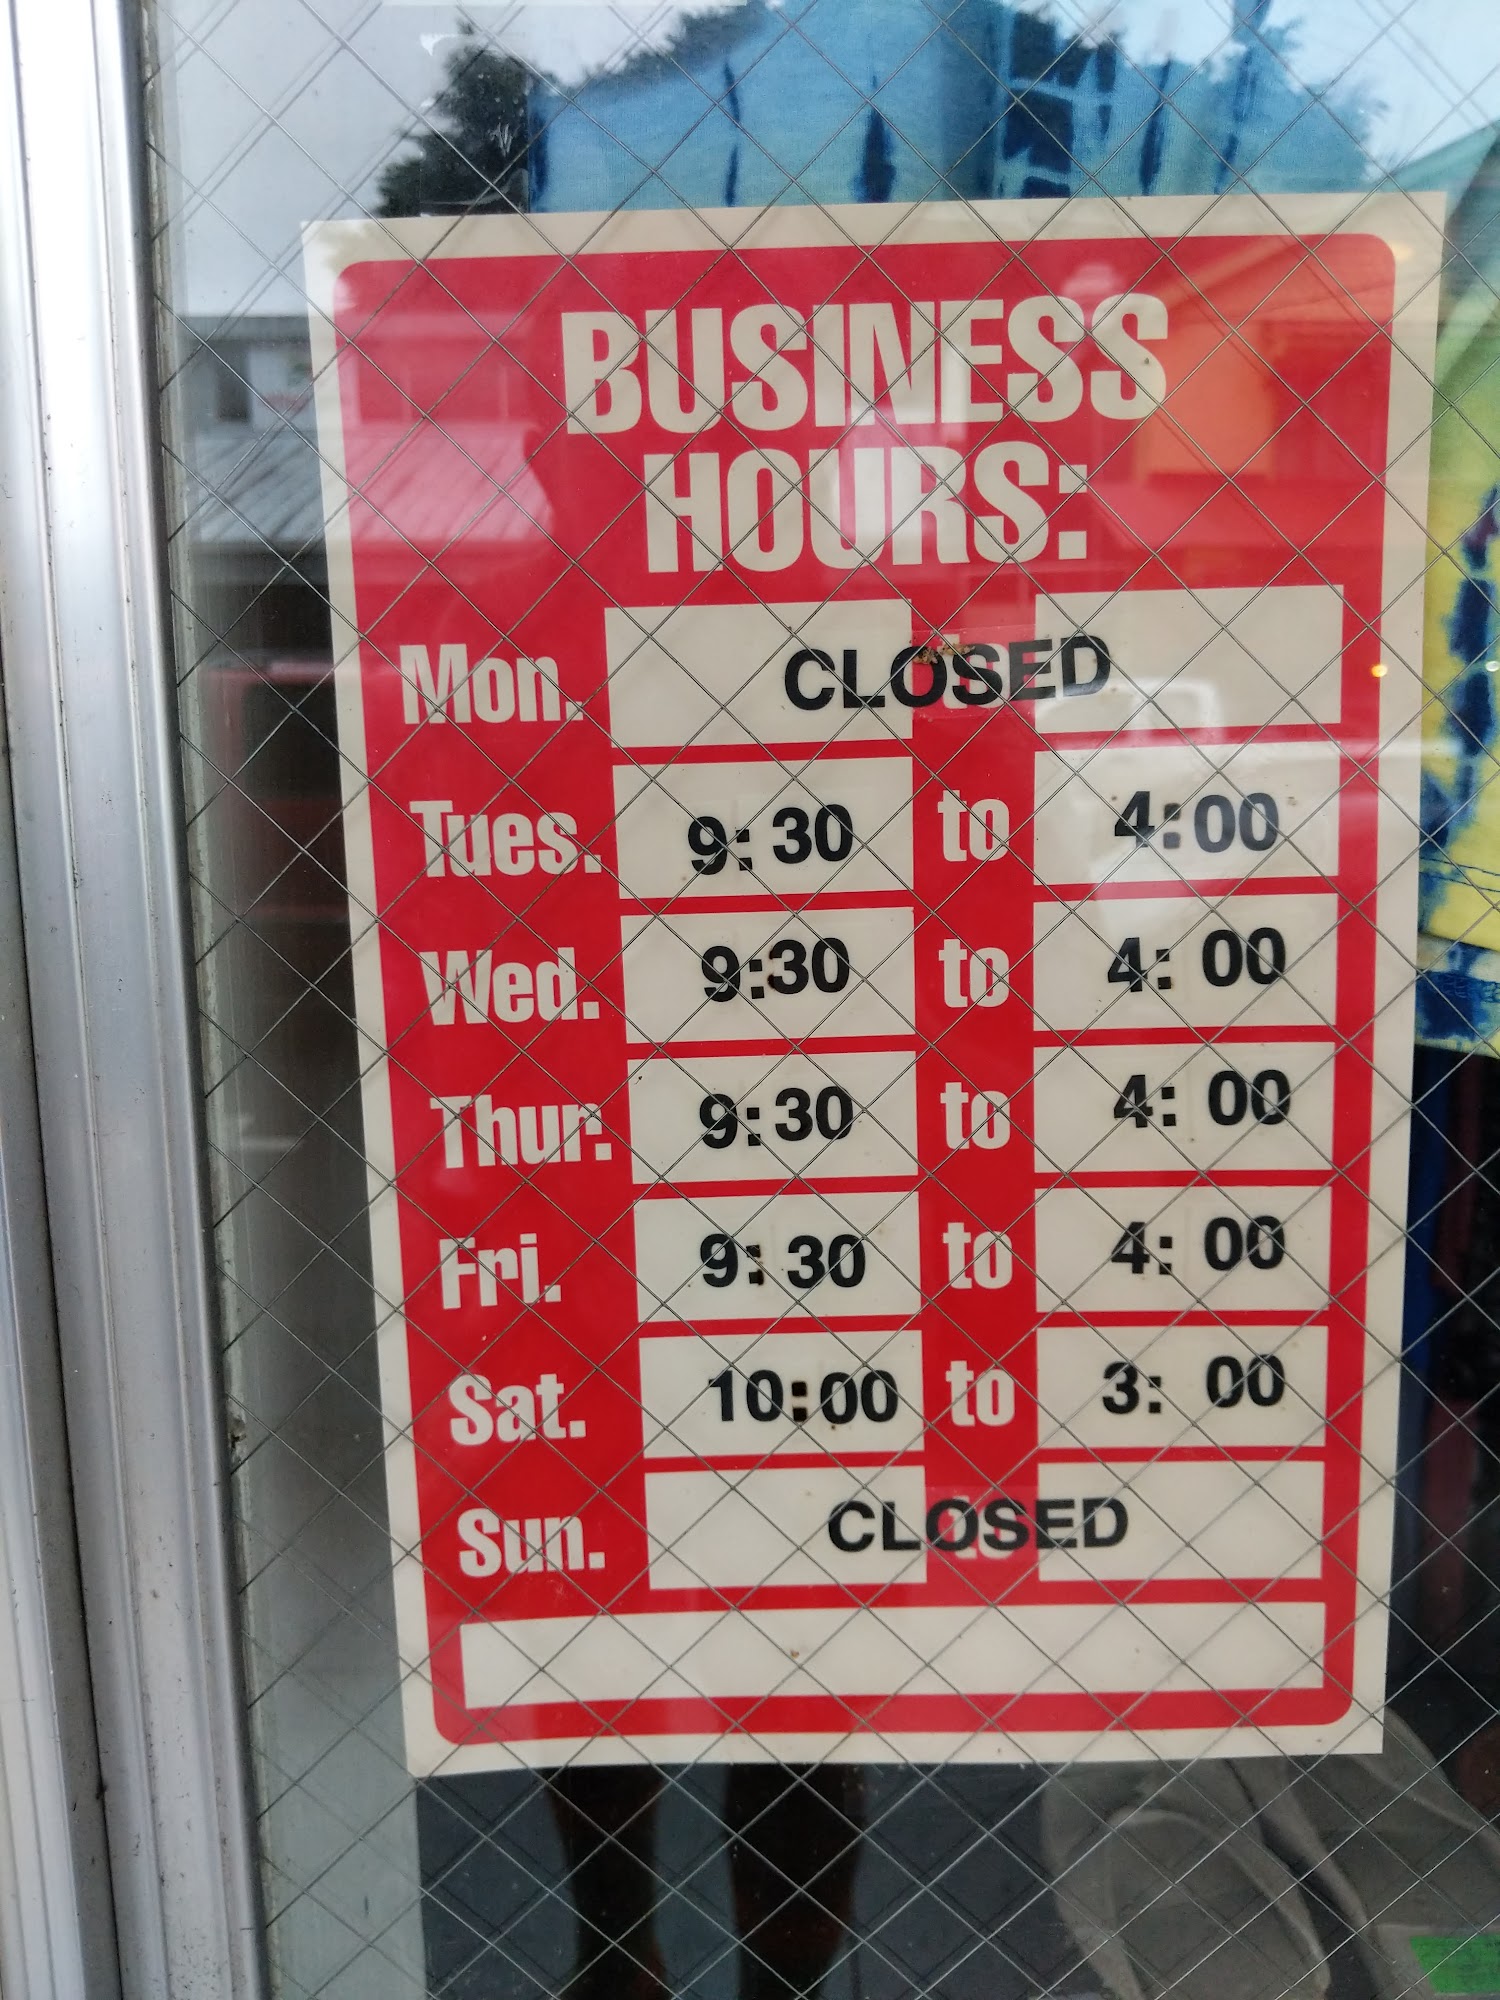 BUSINESS
HOURS:
Mon. CLOSED
Tues. 9:30 to 4:00
Wed. 9:30 to 4:00
Thur. 9:30 to 4:00
Fri. 9:30 to 4:00
Sat. 10:00 to 3:00
Sun. CLOSED